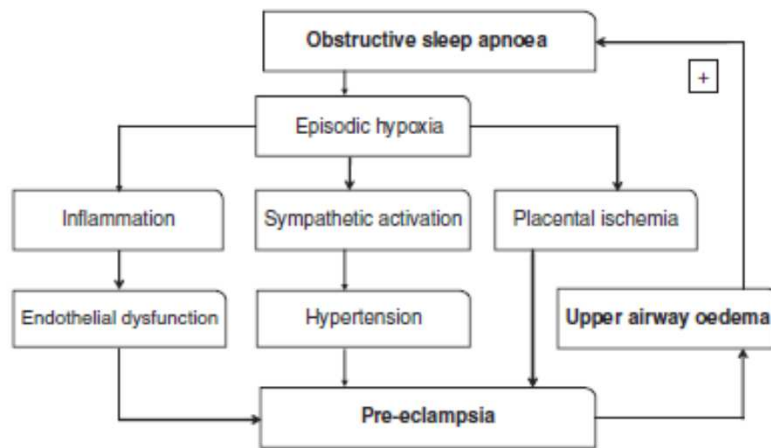 Obstructive sleep apnoea
+
Episodic hypoxia
Inflammation
Sympathetic activation
Placental ischemia
Endothelial dysfunction
Hypertension
Upper airway oedema
Pre-eclampsia